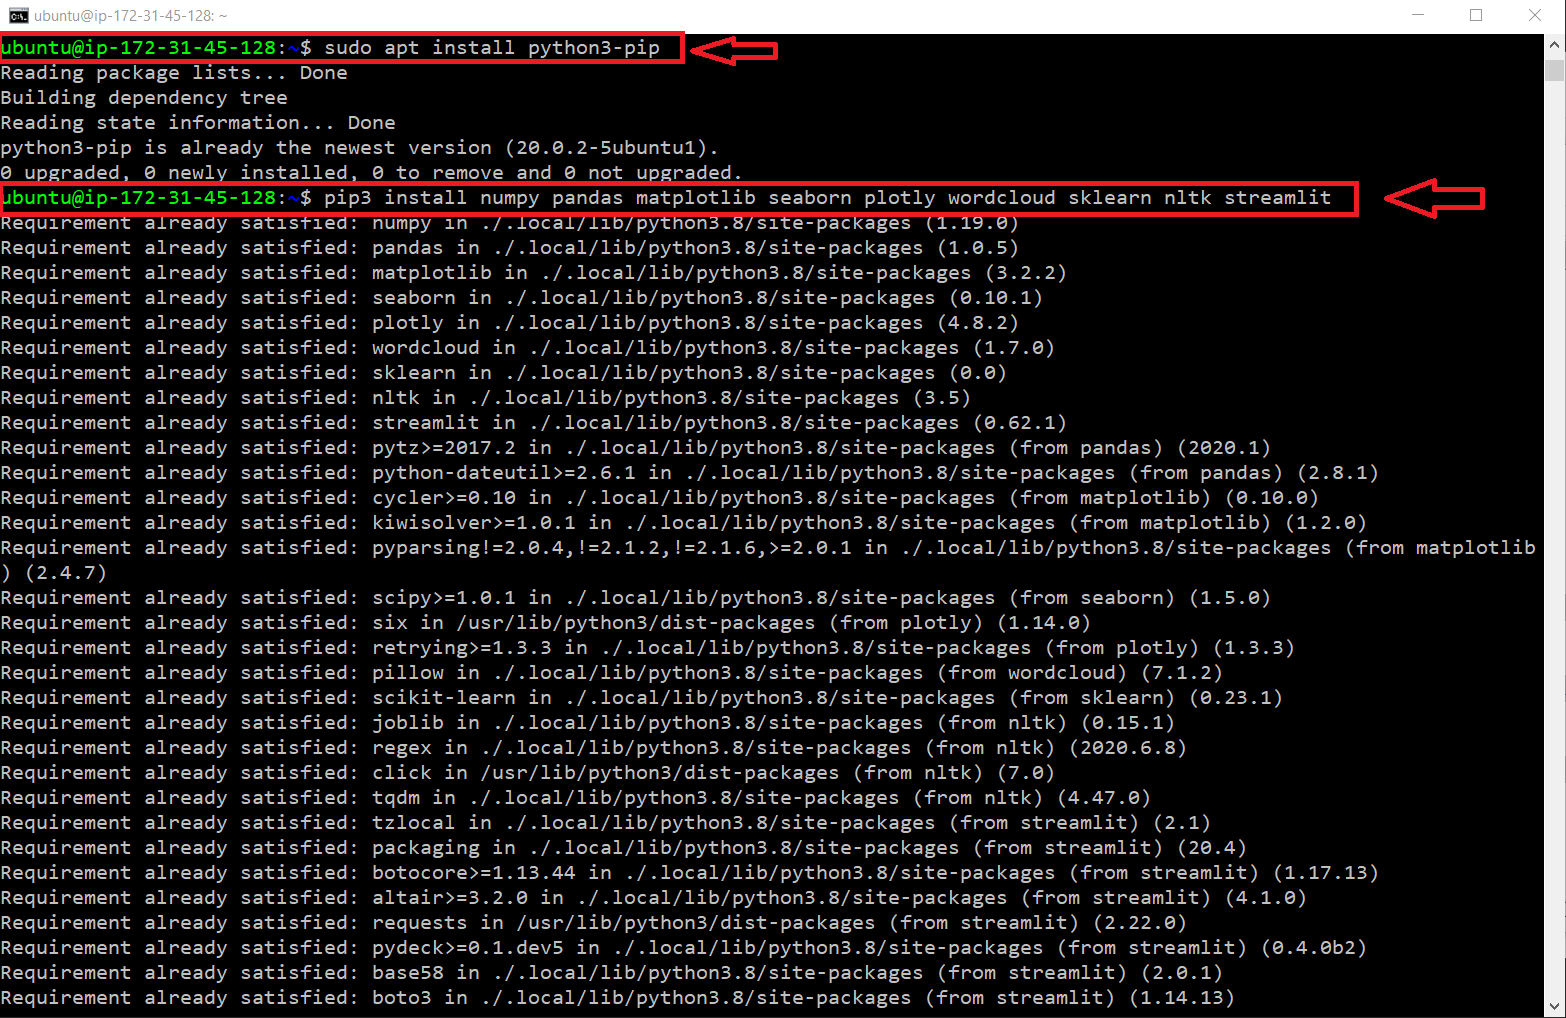 ubuntu@ip-172-31-45-128: ~
ubuntu@ip-172-31-45-128:~$ sudo apt install python3-pip
Reading package lists... Done
Building dependency tree
Reading state information... Done
python3-pip is already the newest version (20.0.2-5ubuntu1).
0 upgraded, 0 newly installed, 0 to remove and 0 not upgraded.
ubuntu@ip-172-31-45-128:~$ pip3 install numpy pandas matplotlib seaborn plotly wordcloud sklearn nltk streamlit
Requirement already satisfied: numpy in ./.local/lib/python3.8/site-packages (1.19.0)
Requirement already satisfied: pandas in ./.local/lib/python3.8/site-packages (1.0.5)
Requirement already satisfied: matplotlib in ./.local/lib/python3.8/site-packages (3.2.2)
Requirement already satisfied: seaborn in ./.local/lib/python3.8/site-packages (0.10.1)
Requirement already satisfied: plotly in ./.local/lib/python3.8/site-packages (4.8.2)
Requirement already satisfied: wordcloud in ./.local/lib/python3.8/site-packages (1.7.0)
Requirement already satisfied: sklearn in ./.local/lib/python3.8/site-packages (0.0)
Requirement already satisfied: nltk in ./.local/lib/python3.8/site-packages (3.5)
Requirement already satisfied: streamlit in ./.local/lib/python3.8/site-packages (0.62.1)
Requirement already satisfied: pytz>=2017.2 in ./.local/lib/python3.8/site-packages (from pandas) (2020.1)
Requirement already satisfied: python-dateutil>=2.6.1 in ./.local/lib/python3.8/site-packages (from pandas) (2.8.1)
Requirement already satisfied: cycler>=0.10 in ./.local/lib/python3.8/site-packages (from matplotlib) (0.10.0)
Requirement already satisfied: kiwisolver>=1.0.1 in ./.local/lib/python3.8/site-packages (from matplotlib) (1.2.0)
Requirement already satisfied: pyparsing!=2.0.4,!=2.1.2,!=2.1.6,>=2.0.1 in ./.local/lib/python3.8/site-packages (from matplotlib
) (2.4.7)
Requirement already satisfied: scipy>=1.0.1 in ./.local/lib/python3.8/site-packages (from seaborn) (1.5.0)
Requirement already satisfied: six in /usr/lib/python3/dist-packages (from plotly) (1.14.0)
Requirement already satisfied: retrying>=1.3.3 in ./.local/lib/python3.8/site-packages (from plotly) (1.3.3)
Requirement already satisfied: pillow in ./.local/lib/python3.8/site-packages (from wordcloud) (7.1.2)
Requirement already satisfied: scikit-learn in ./.local/lib/python3.8/site-packages (from sklearn) (0.23.1)
Requirement already satisfied: joblib in ./.local/lib/python3.8/site-packages (from nltk) (0.15.1)
Requirement already satisfied: regex in ./.local/lib/python3.8/site-packages (from nltk) (2020.6.8)
Requirement already satisfied: click in /usr/lib/python3/dist-packages (from nltk) (7.0)
Requirement already satisfied: tqdm in ./.local/lib/python3.8/site-packages (from nltk) (4.47.0)
Requirement already satisfied: tzlocal in ./.local/lib/python3.8/site-packages (from streamlit) (2.1)
Requirement already satisfied: packaging in ./.local/lib/python3.8/site-packages (from streamlit) (20.4)
Requirement already satisfied: botocore>=1.13.44 in ./.local/lib/python3.8/site-packages (from streamlit) (1.17.13)
Requirement already satisfied: altair>=3.2.0 in ./.local/lib/python3.8/site-packages (from streamlit) (4.1.0)
Requirement already satisfied: requests in /usr/lib/python3/dist-packages (from streamlit) (2.22.0)
Requirement already satisfied: pydeck>=0.1.dev5 in ./.local/lib/python3.8/site-packages (from streamlit) (0.4.0b2)
Requirement already satisfied: base58 in ./.local/lib/python3.8/site-packages (from streamlit) (2.0.1)
Requirement already satisfied: boto3 in ./.local/lib/python3.8/site-packages (from streamlit) (1.14.13)